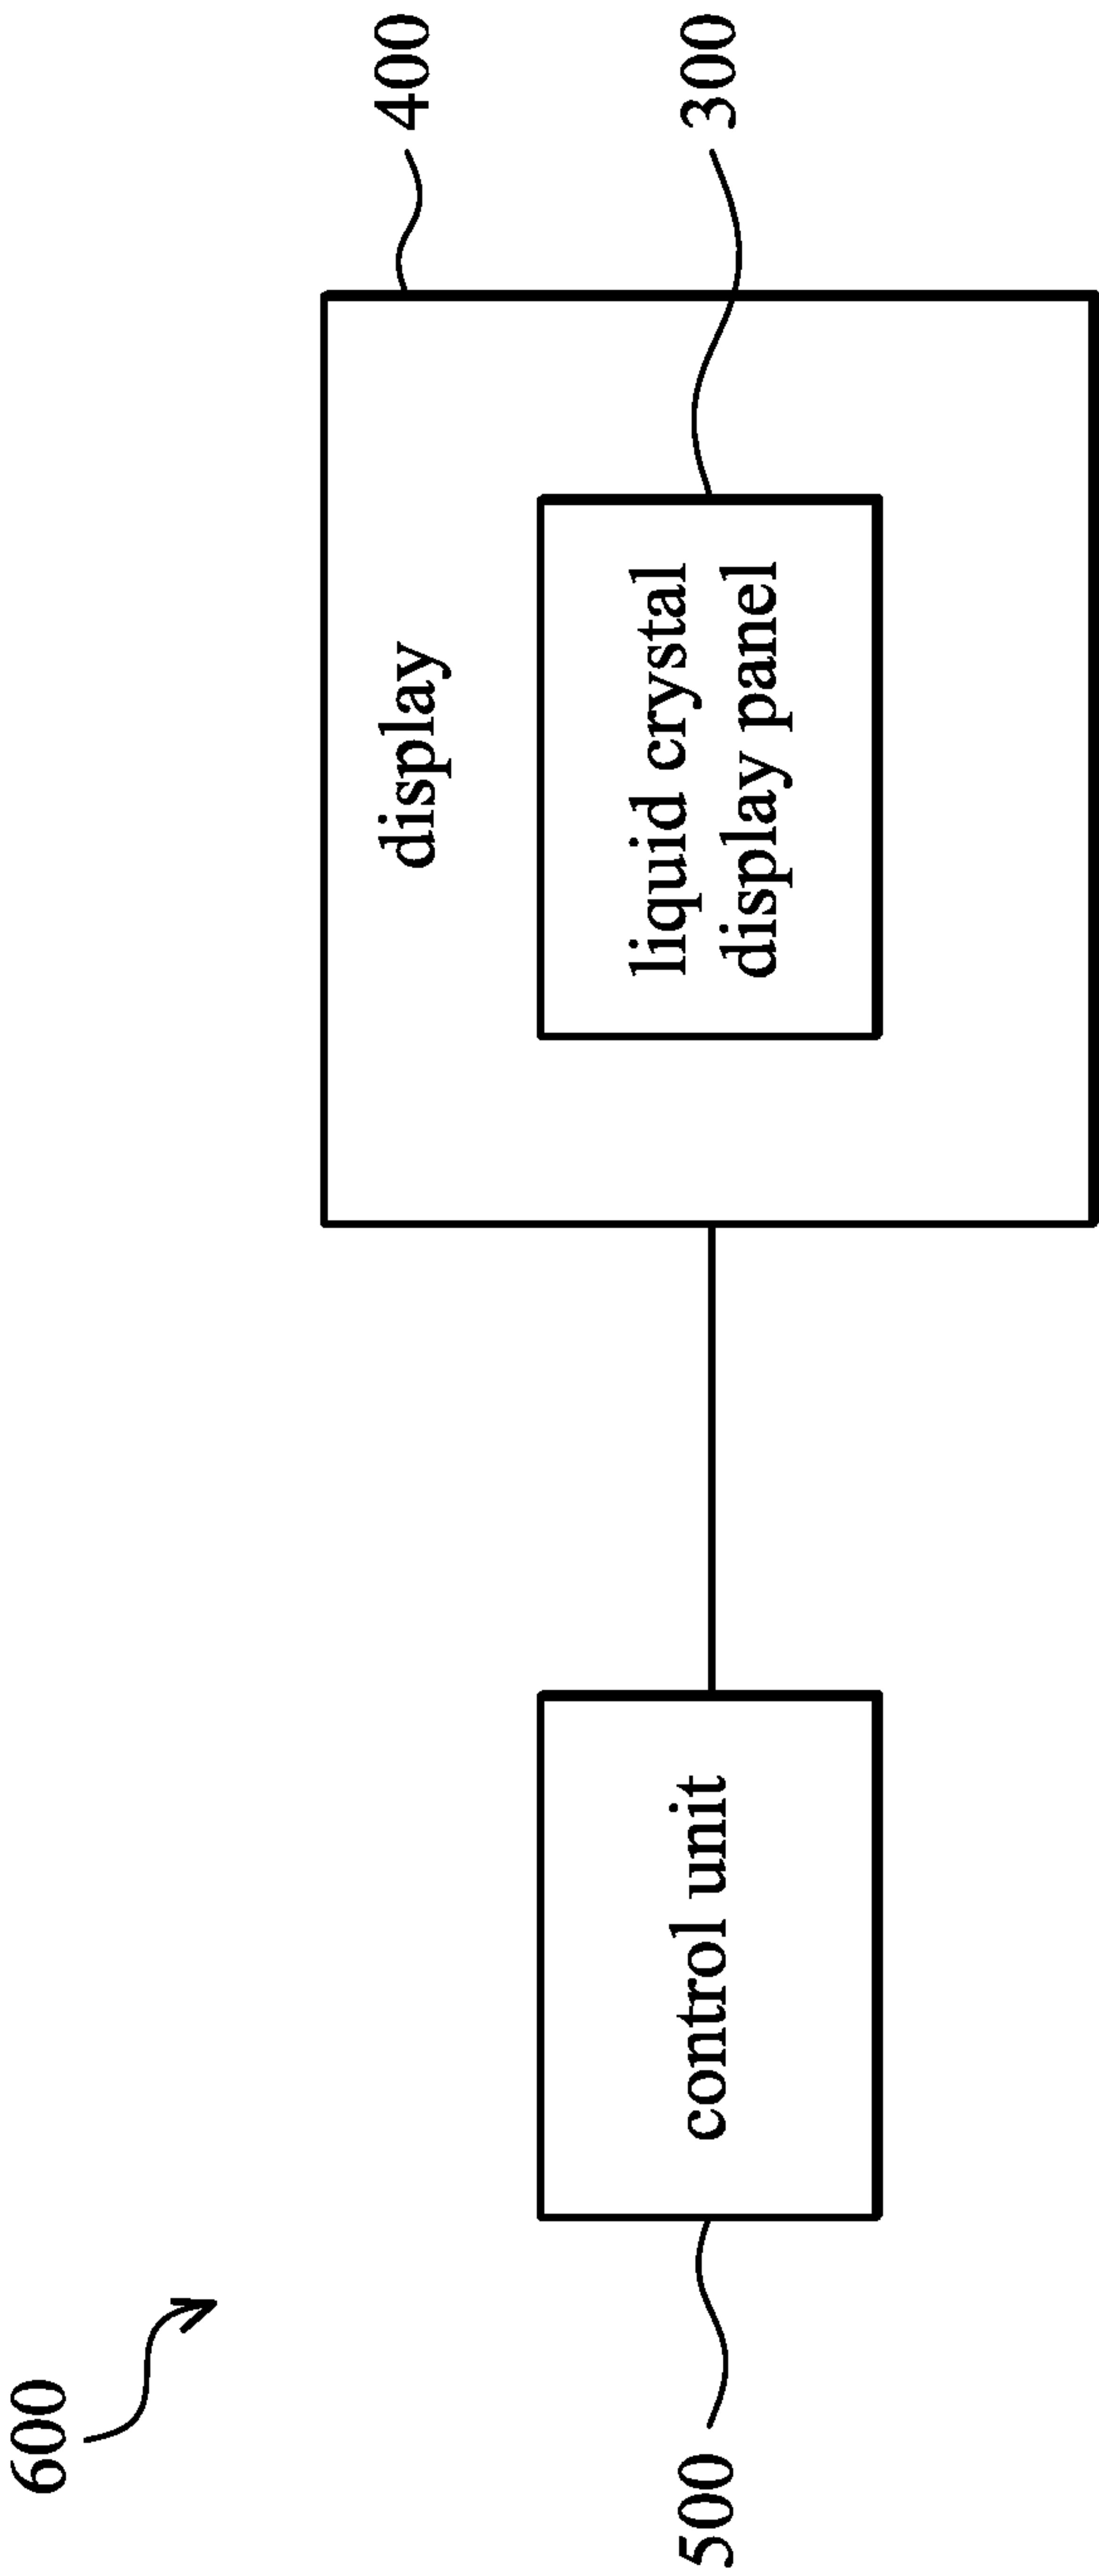 600
500
control unit
display
liquid crystal
display panel
400
300